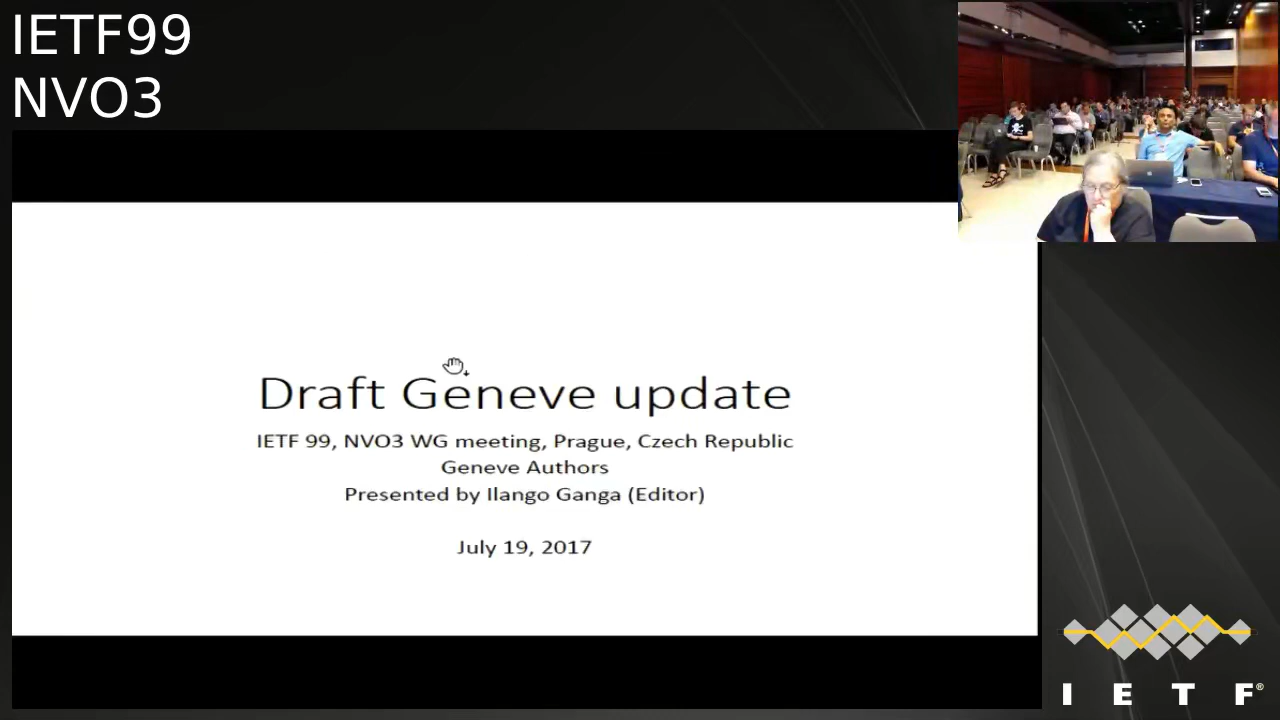 IETF99
NVO3
Draft Geneve update
IETF 99, NVO3 WG meeting, Prague, Czech Republic
Geneve Authors
Presented by Ilango Ganga (Editor)
July 19, 2017
I E T F®